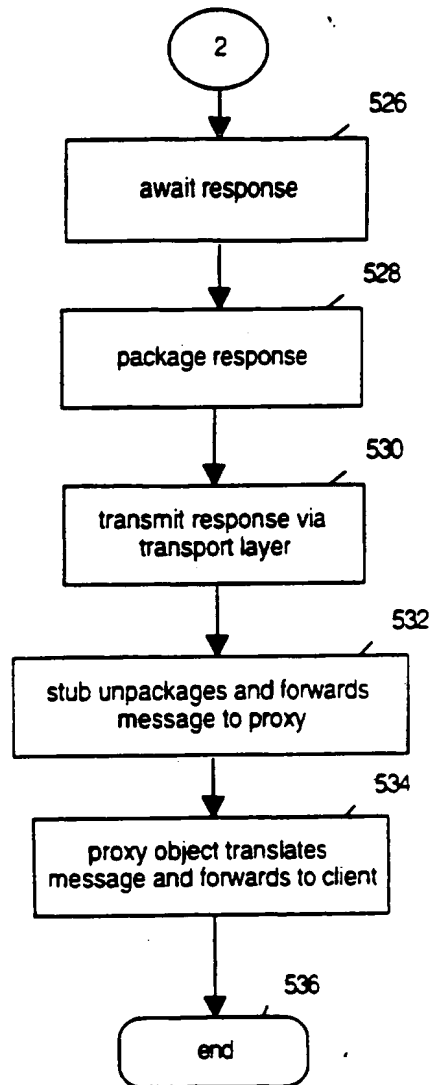 2
526
await response
528
package response
530
transmit response via
transport layer
532
stub unpackages and forwards
message to proxy
534
proxy object translates
message and forwards to client
536
end